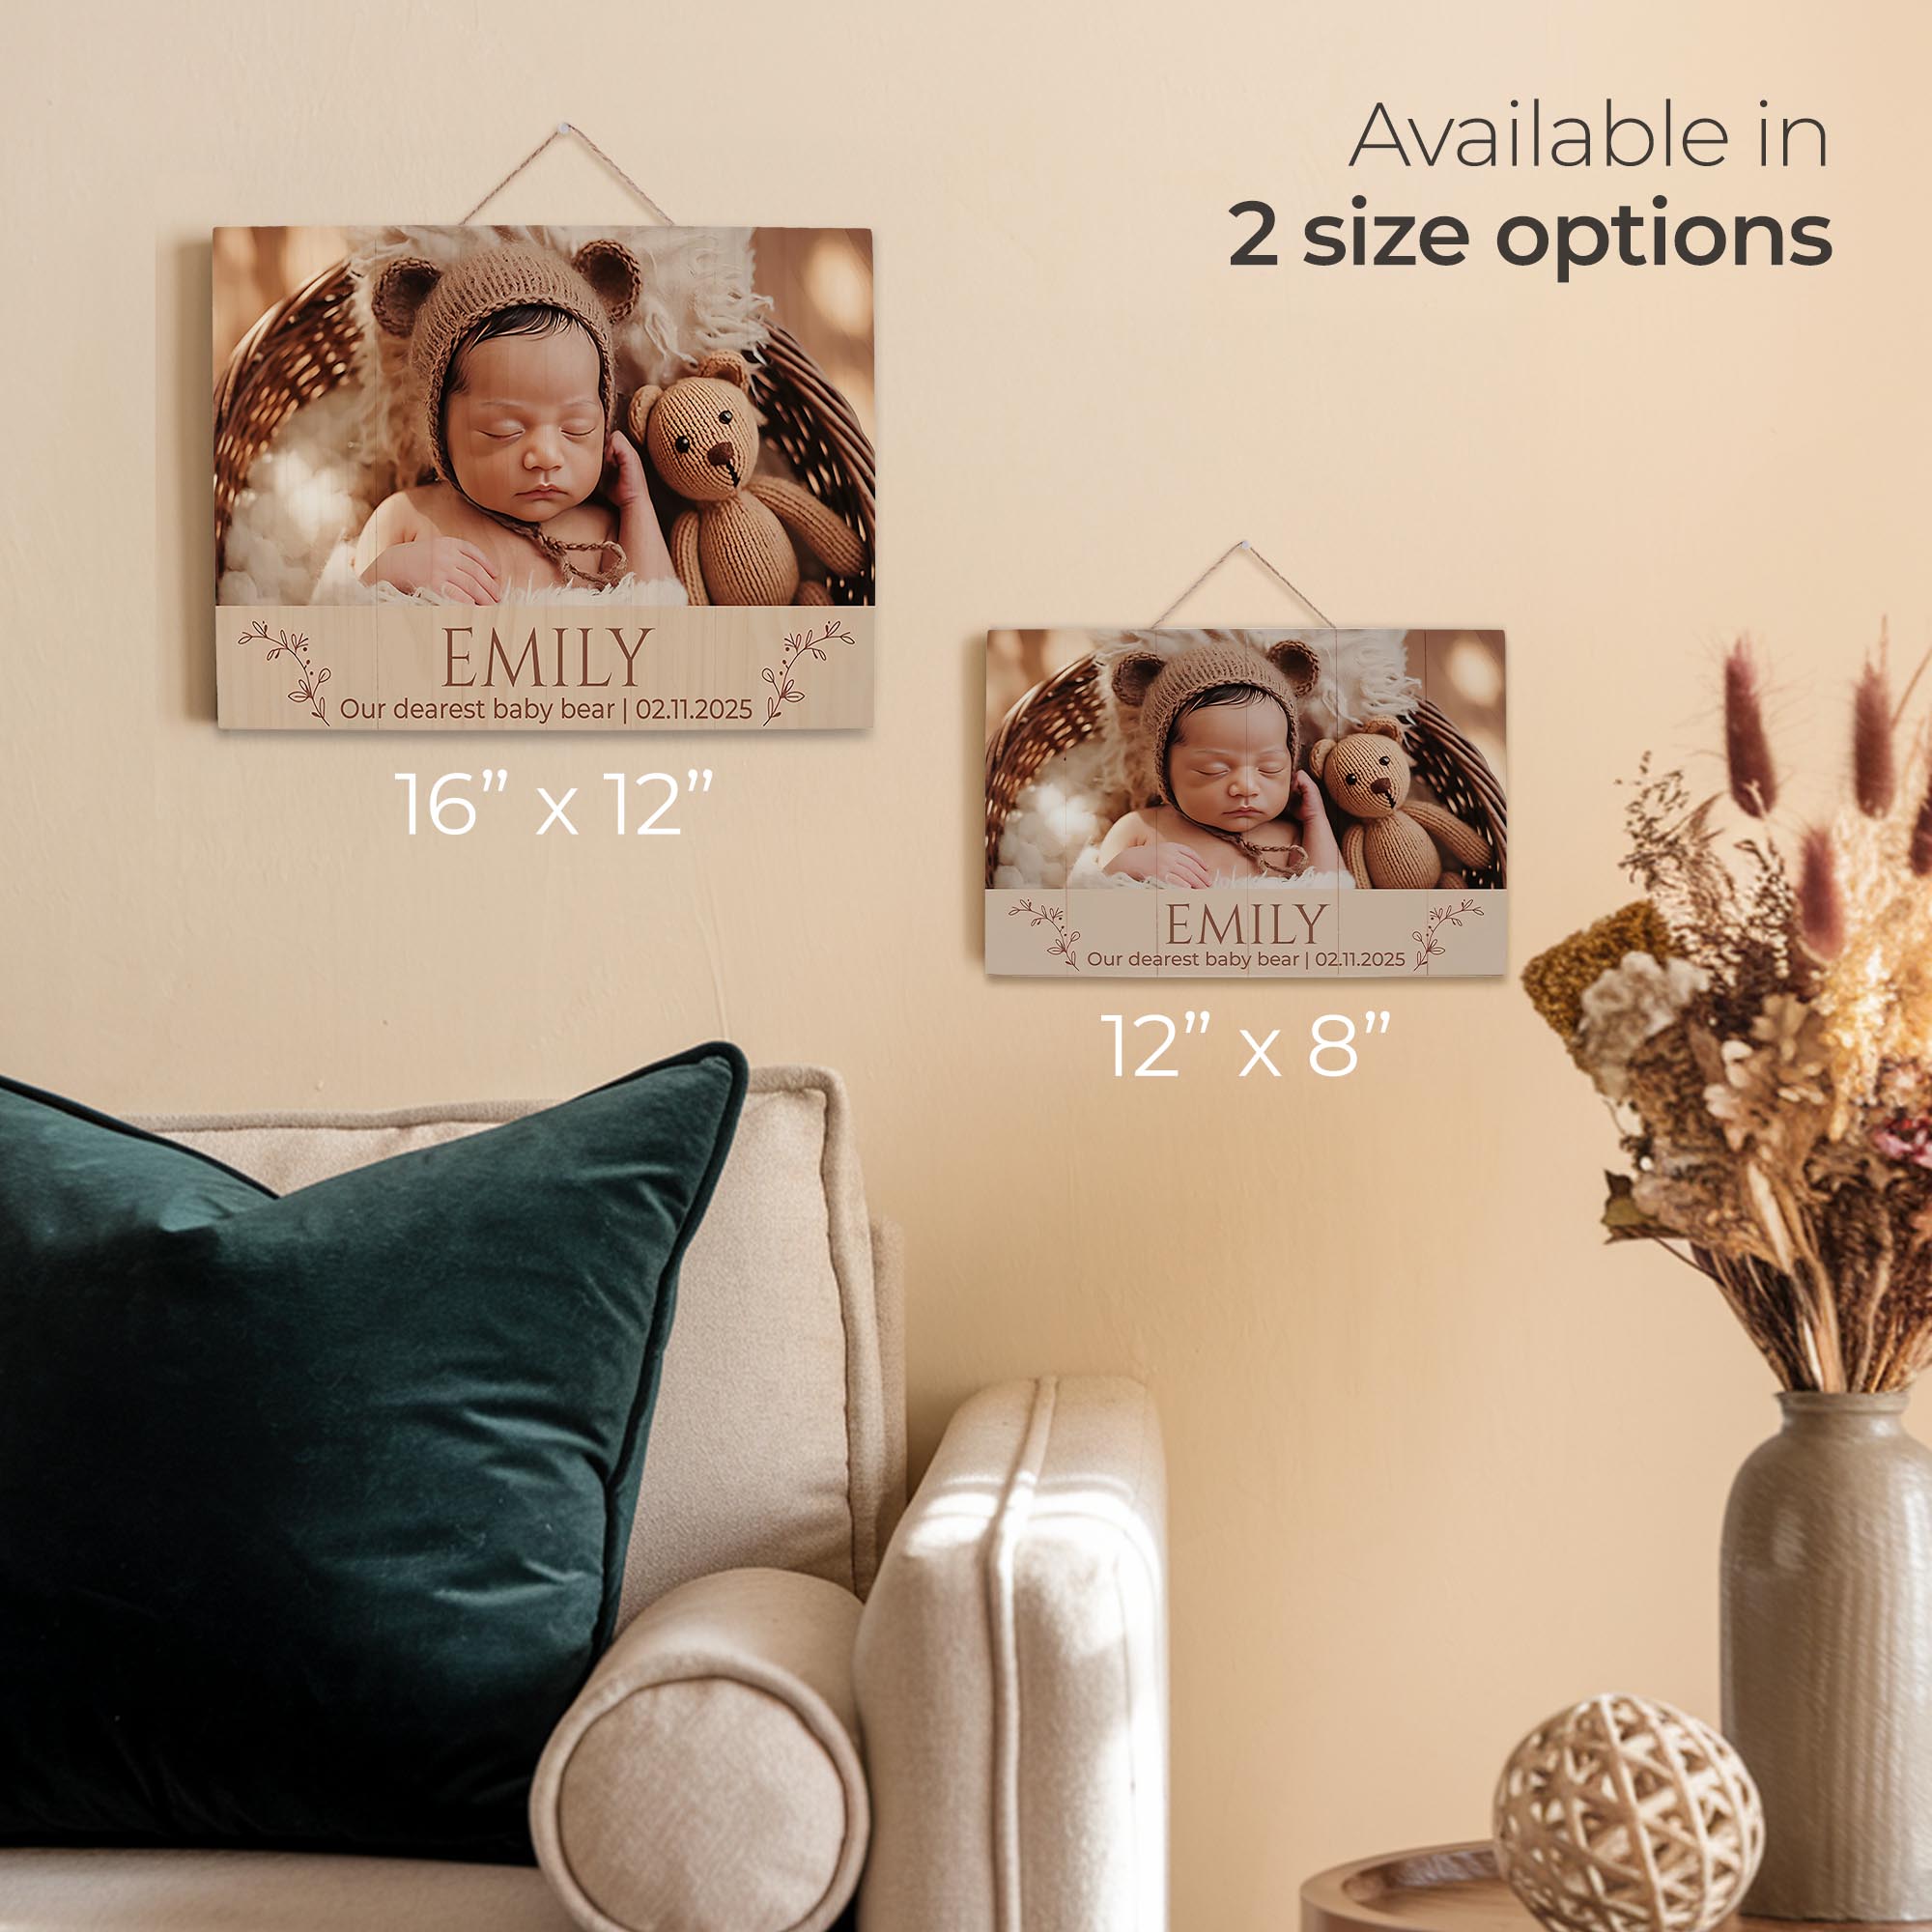 Available in
2 size options
EMILY
Our dearest baby bear | 02.11.2025
16” x 12”
EMILY
Our dearest baby bear | 02.11.2025
12” x 8”